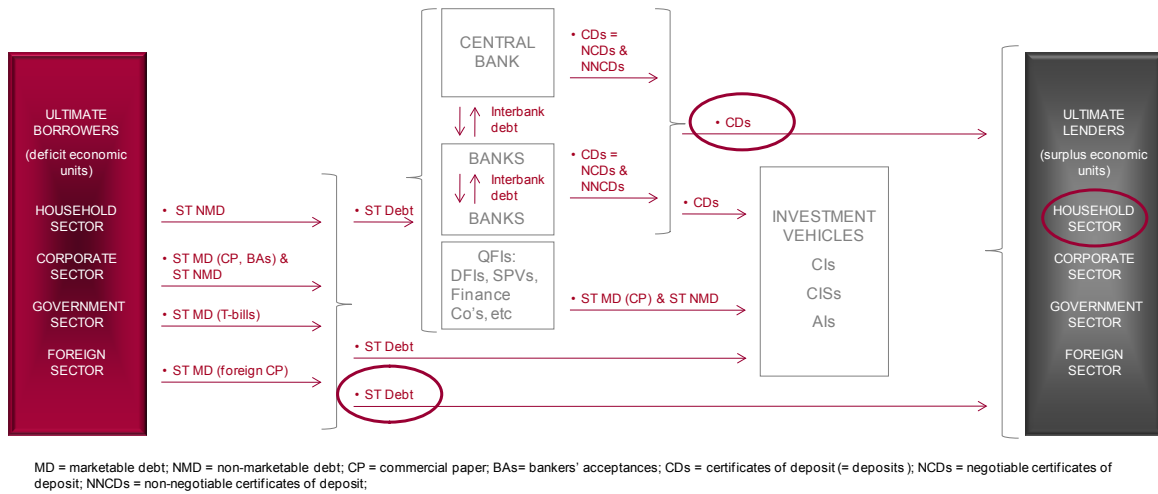 ULTIMATE
BORROWERS
(deficit economic
units)
HOUSEHOLD
SECTOR
CORPORATE
SECTOR
GOVERNMENT
SECTOR
FOREIGN
SECTOR
• ST NMD
• ST MD (CP, BAs) &
ST NMD
• ST MD (T-bills)
• ST MD (foreign CP)
• ST Debt
• ST Debt
• ST Debt
CENTRAL
BANK
Interbank
debt
BANKS
Interbank
debt
BANKS
QFIs:
DFIs, SPVs,
Finance
Co's, etc
• CDs =
NCDs &
NNCDs
• CDs =
NCDs &
NNCDs
• ST MD (CP) & ST NMD
• CDs
• CDs
INVESTMENT
VEHICLES
CIs
CISs
AIs
ULTIMATE
LENDERS
(surplus economic
units)
HOUSEHOLD
SECTOR
CORPORATE
SECTOR
GOVERNMENT
SECTOR
FOREIGN
SECTOR
MD = marketable debt; NMD = non-marketable debt; CP = commercial paper; BAs= bankers' acceptances; CDs = certificates of deposit (= deposits ); NCDs = negotiable certificates of
deposit; NNCDs = non-negotiable certificates of deposit;